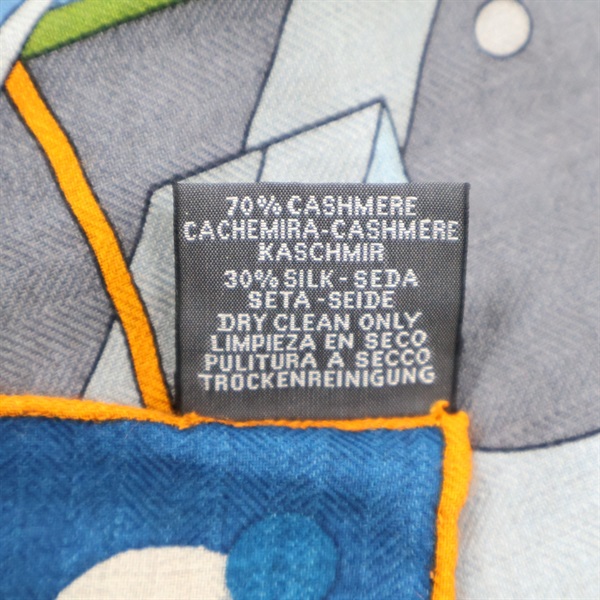 70% CASHMERE
CACHEMIRA-CASHMERE
KASCHMIR
30% SILK - SEDA
SETA - SEIDE
DRY CLEAN ONLY
LIMPIEZA EN SECO
PULITURA A SECCO
TROCKENREINIGUNG